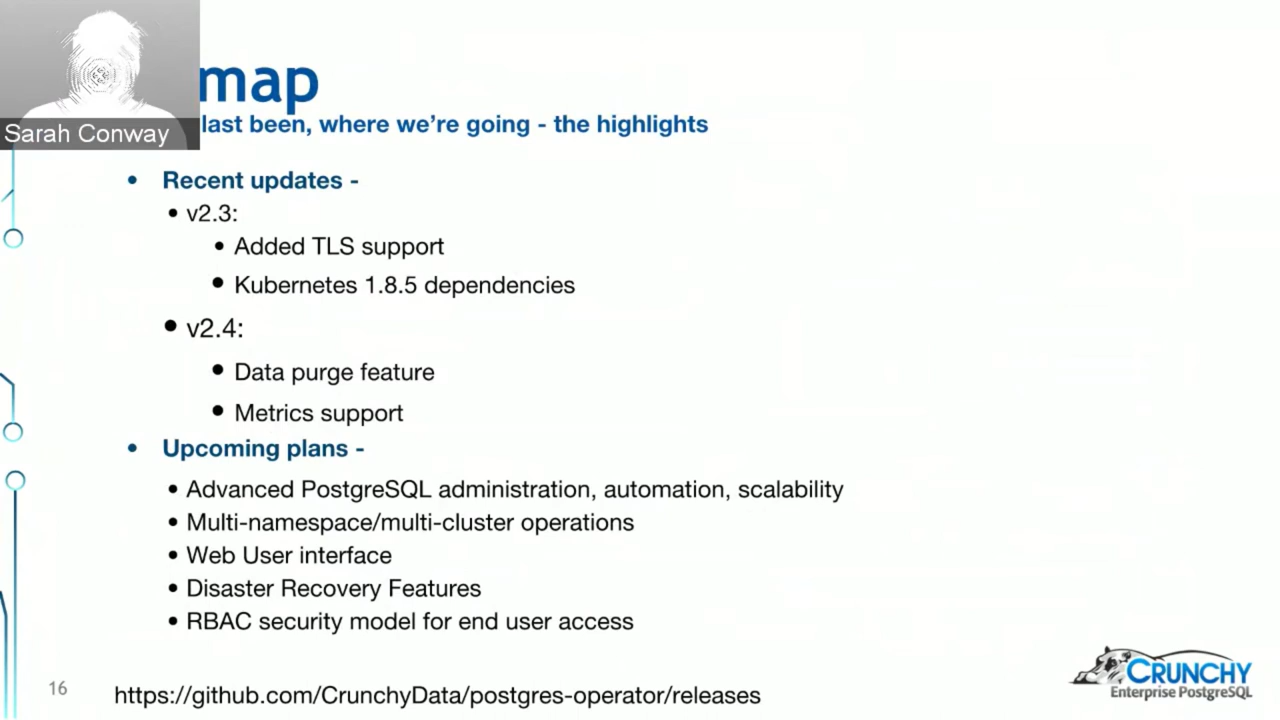 map
Sarah Conway
last been, where we're going - the highlights
• Recent updates -
• v2.3:
• Added TLS support
• Kubernetes 1.8.5 dependencies
• v2.4:
• Data purge feature
• Metrics support
• Upcoming plans -
• Advanced PostgreSQL administration, automation, scalability
• Multi-namespace/multi-cluster operations
• Web User interface
• Disaster Recovery Features
• RBAC security model for end user access
16
https://github.com/CrunchyData/postgres-operator/releases
CRUNCHY
Enterprise PostgreSQL